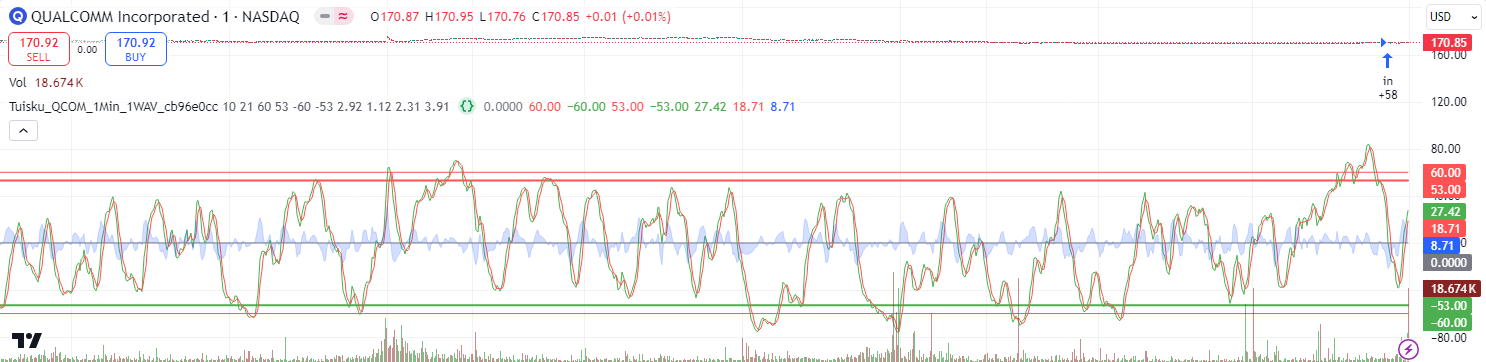 QUALCOMM Incorporated · 1 · NASDAQ O170.87 H170.95 L170.76 C170.85 +0.01 (+0.01%)
USD
170.92 SELL
0.00
170.92 BUY
170.85
160.00
Vol 18.674 K
in
+58
Tuisku_QCOM_1Min_1WAV_cb96e0cc 10 21 60 53 -60 -53 2.92 1.12 2.31 3.91 0.0000 60.00 −60.00 53.00 −53.00 27.42 18.71 8.71
120.00
80.00
60.00
53.00
27.42
18.71
8.71
0.0000
18.674 K
−53.00
−60.00
−80.00